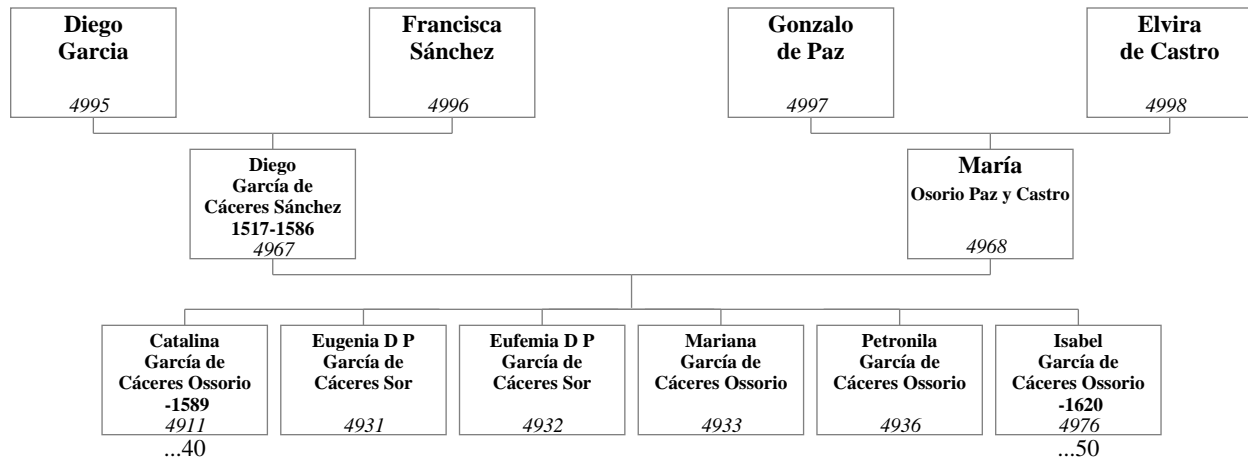 Diego
Garcia
4995
Francisca
Sánchez
4996
Gonzalo
de Paz
4997
Elvira
de Castro
4998
Diego
García de
Cáceres Sánchez
1517-1586
4967
María
Osorio Paz y Castro
4968
Catalina
García de
Cáceres Ossorio
-1589
4911
...40
Eugenia D P
García de
Cáceres Sor
4931
Eufemia D P
García de
Cáceres Sor
4932
Mariana
García de
Cáceres Ossorio
4933
Petronila
García de
Cáceres Ossorio
4936
Isabel
García de
Cáceres Ossorio
-1620
4976
...50